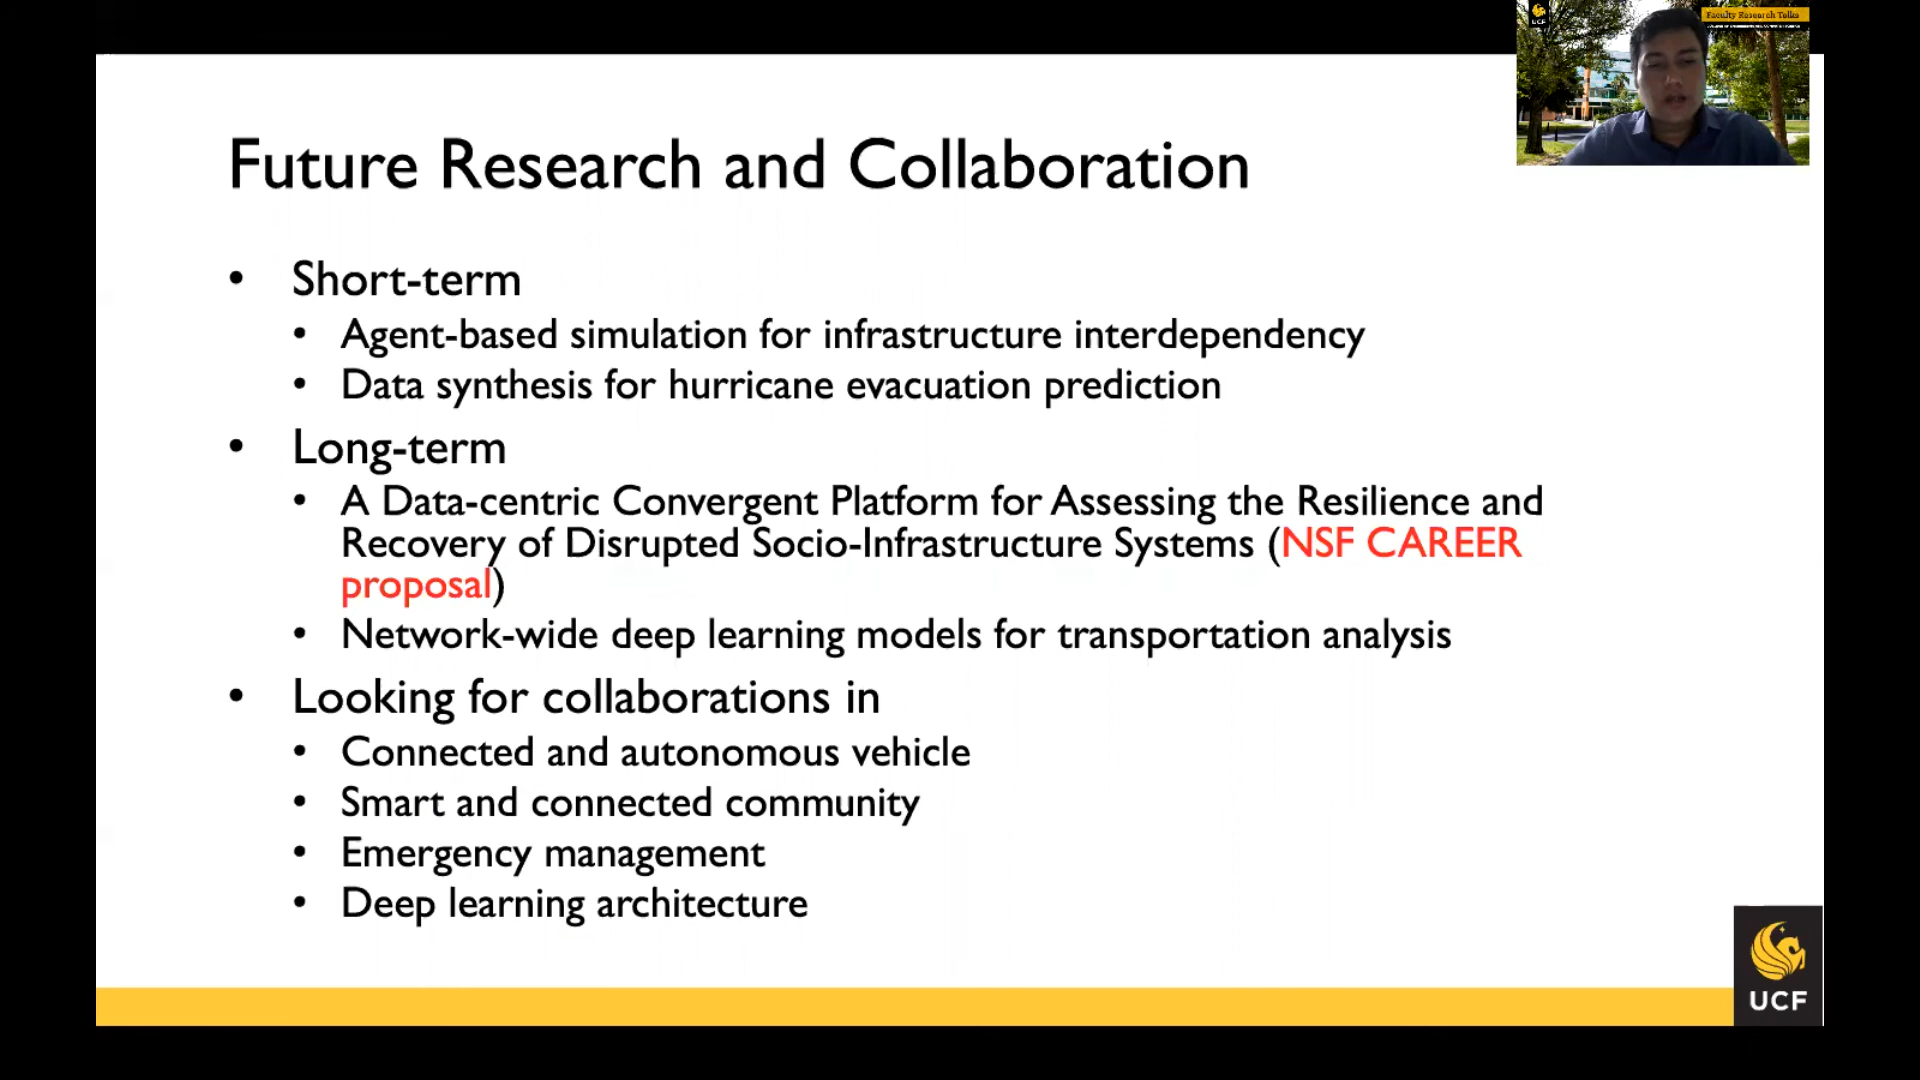 UCF
Faculty Research Talks
Future Research and Collaboration
• Short-term
• Agent-based simulation for infrastructure interdependency
• Data synthesis for hurricane evacuation prediction
• Long-term
• A Data-centric Convergent Platform for Assessing the Resilience and
Recovery of Disrupted Socio-Infrastructure Systems (NSF CAREER
proposal)
• Network-wide deep learning models for transportation analysis
• Looking for collaborations in
• Connected and autonomous vehicle
• Smart and connected community
• Emergency management
• Deep learning architecture
UCF